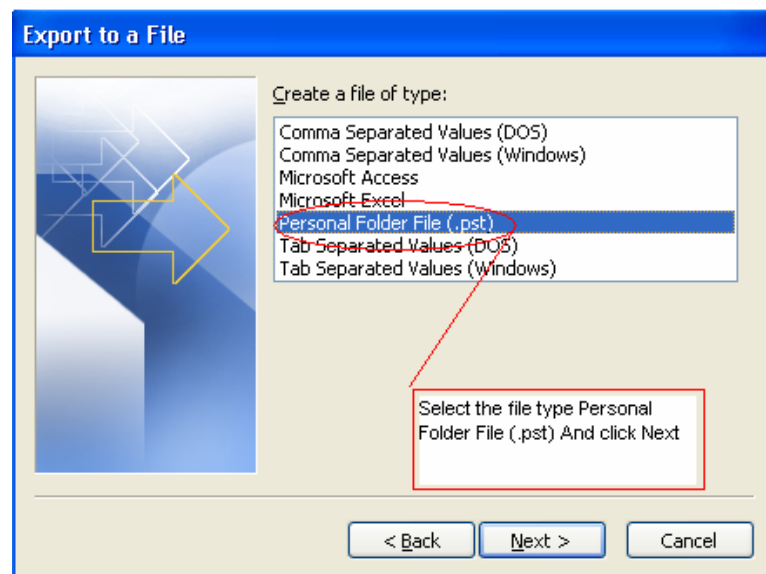 Export to a File
Create a file of type:
Comma Separated Values (DOS)
Comma Separated Values (Windows)
Microsoft Access
Microsoft Excel
Personal Folder File (.pst)
Tab Separated Values (DOS)
Tab Separated Values (Windows)
Select the file type Personal
Folder File (.pst) And click Next
< Back
Next >
Cancel